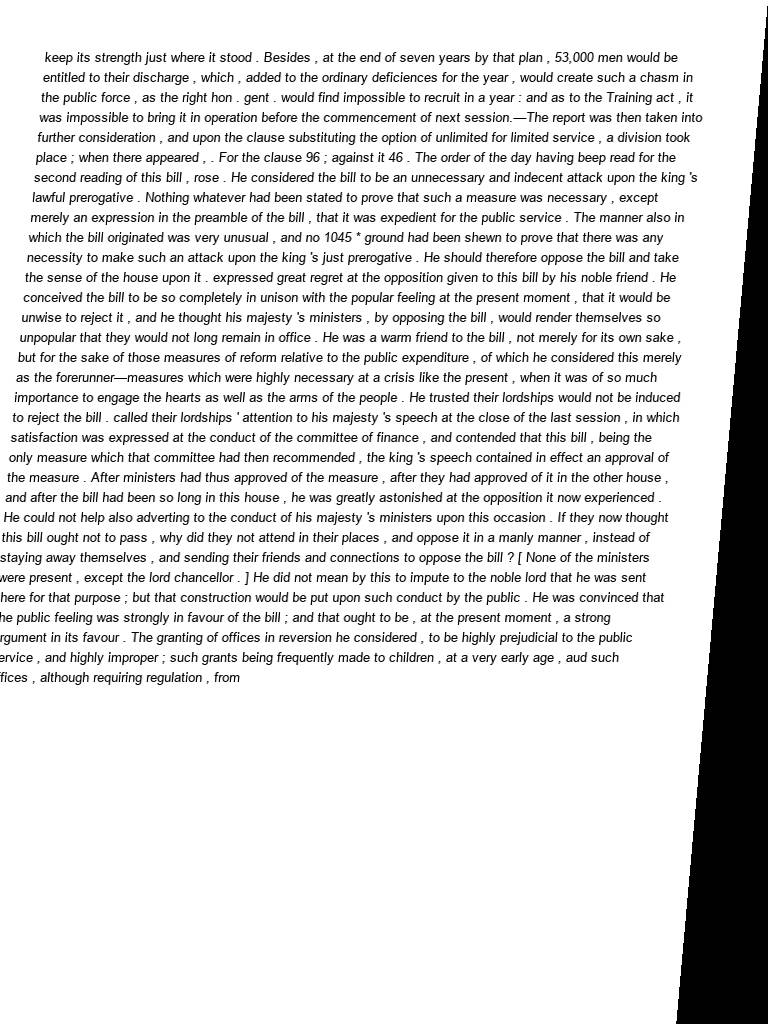 keep its strength just where it stood . Besides , at the end of seven years by that plan , 53,000 men would be
entitled to their discharge , which , added to the ordinary deficiences for the year , would create such a chasm in
the public force , as the right hon . gent . would find impossible to recruit in a year : and as to the Training act , it
was impossible to bring it in operation before the commencement of next session.—The report was then taken into
further consideration , and upon the clause substituting the option of unlimited for limited service , a division took
place ; when there appeared , . For the clause 96 ; against it 46 . The order of the day having beep read for the
second reading of this bill , rose . He considered the bill to be an unnecessary and indecent attack upon the king 's
lawful prerogative . Nothing whatever had been stated to prove that such a measure was necessary , except
merely an expression in the preamble of the bill , that it was expedient for the public service . The manner also in
which the bill originated was very unusual , and no 1045 * ground had been shewn to prove that there was any
necessity to make such an attack upon the king 's just prerogative . He should therefore oppose the bill and take
the sense of the house upon it . expressed great regret at the opposition given to this bill by his noble friend . He
conceived the bill to be so completely in unison with the popular feeling at the present moment , that it would be
unwise to reject it , and he thought his majesty 's ministers , by opposing the bill , would render themselves so
unpopular that they would not long remain in office . He was a warm friend to the bill , not merely for its own sake ,
but for the sake of those measures of reform relative to the public expenditure , of which he considered this merely
as the forerunner—measures which were highly necessary at a crisis like the present , when it was of so much
importance to engage the hearts as well as the arms of the people . He trusted their lordships would not be induced
to reject the bill . called their lordships ' attention to his majesty 's speech at the close of the last session , in which
satisfaction was expressed at the conduct of the committee of finance , and contended that this bill , being the
only measure which that committee had then recommended , the king 's speech contained in effect an approval of
the measure . After ministers had thus approved of the measure , after they had approved of it in the other house ,
and after the bill had been so long in this house , he was greatly astonished at the opposition it now experienced .
He could not help also adverting to the conduct of his majesty 's ministers upon this occasion . If they now thought
this bill ought not to pass , why did they not attend in their places , and oppose it in a manly manner , instead of
staying away themselves , and sending their friends and connections to oppose the bill ? [ None of the ministers
were present , except the lord chancellor . ] He did not mean by this to impute to the noble lord that he was sent
here for that purpose ; but that construction would be put upon such conduct by the public . He was convinced that
he public feeling was strongly in favour of the bill ; and that ought to be , at the present moment , a strong
rgument in its favour . The granting of offices in reversion he considered , to be highly prejudicial to the public
ervice , and highly improper ; such grants being frequently made to children , at a very early age , aud such
ffices , although requiring regulation , from